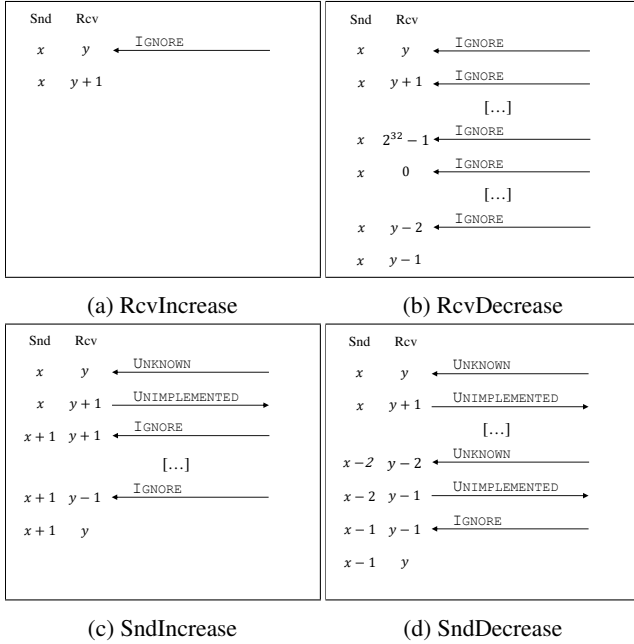 Snd Rcv
x y IGNORE
x y + 1
(a) RcvIncrease
Snd Rcv
x y IGNORE
x y + 1 IGNORE
[…]
x 2^32 − 1 IGNORE
x 0 IGNORE
[…]
x y − 2 IGNORE
x y − 1
(b) RcvDecrease
Snd Rcv
x y UNKNOWN
x y + 1 UNIMPLEMENTED
x + 1 y + 1 IGNORE
[…]
x + 1 y − 1 IGNORE
x + 1 y
(c) SndIncrease
Snd Rcv
x y UNKNOWN
x y + 1 UNIMPLEMENTED
[…]
x − 2 y − 2 UNKNOWN
x − 2 y − 1 UNIMPLEMENTED
x − 1 y − 1 IGNORE
x − 1 y
(d) SndDecrease